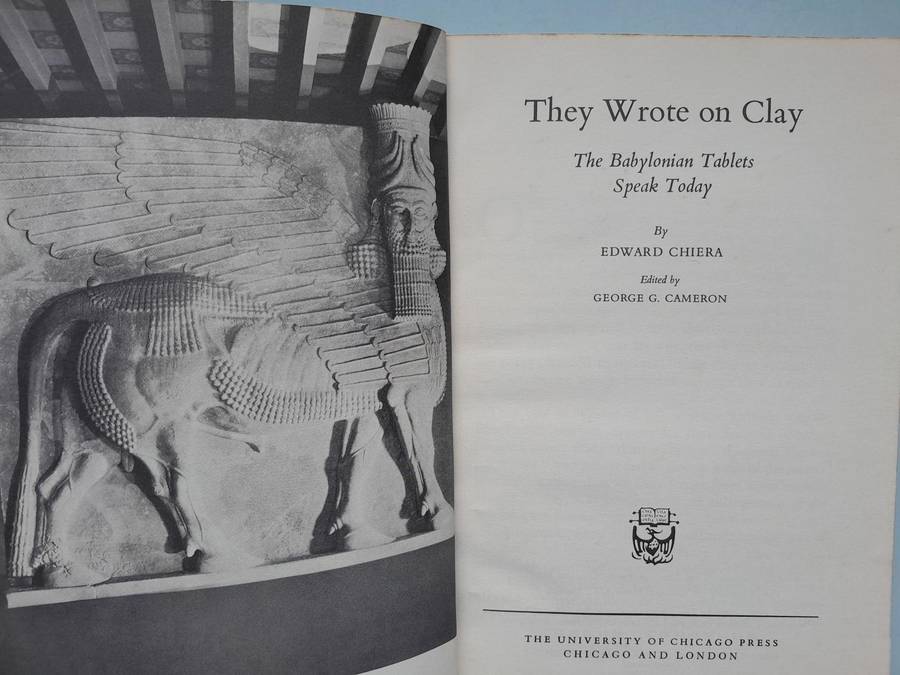 They Wrote on Clay
The Babylonian Tablets
Speak Today
By
EDWARD CHIERA
Edited by
GEORGE G. CAMERON
THE UNIVERSITY OF CHICAGO PRESS
CHICAGO AND LONDON